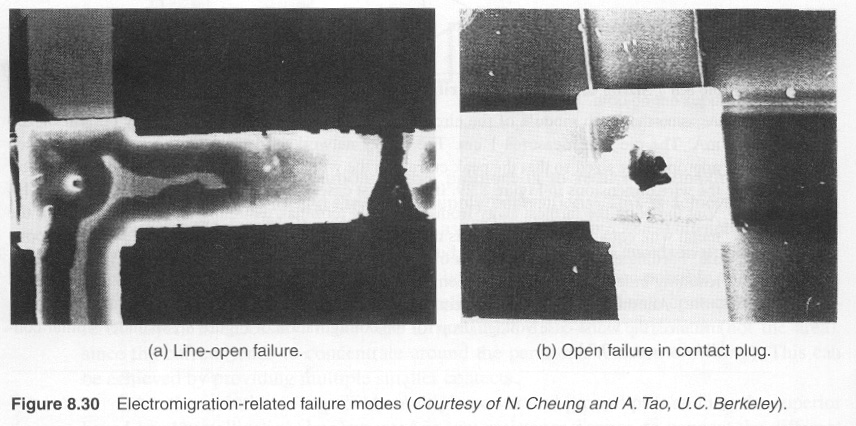 (a) Line-open failure.
(b) Open failure in contact plug.
Figure 8.30 Electromigration-related failure modes (Courtesy of N. Cheung and A. Tao, U.C. Berkeley).